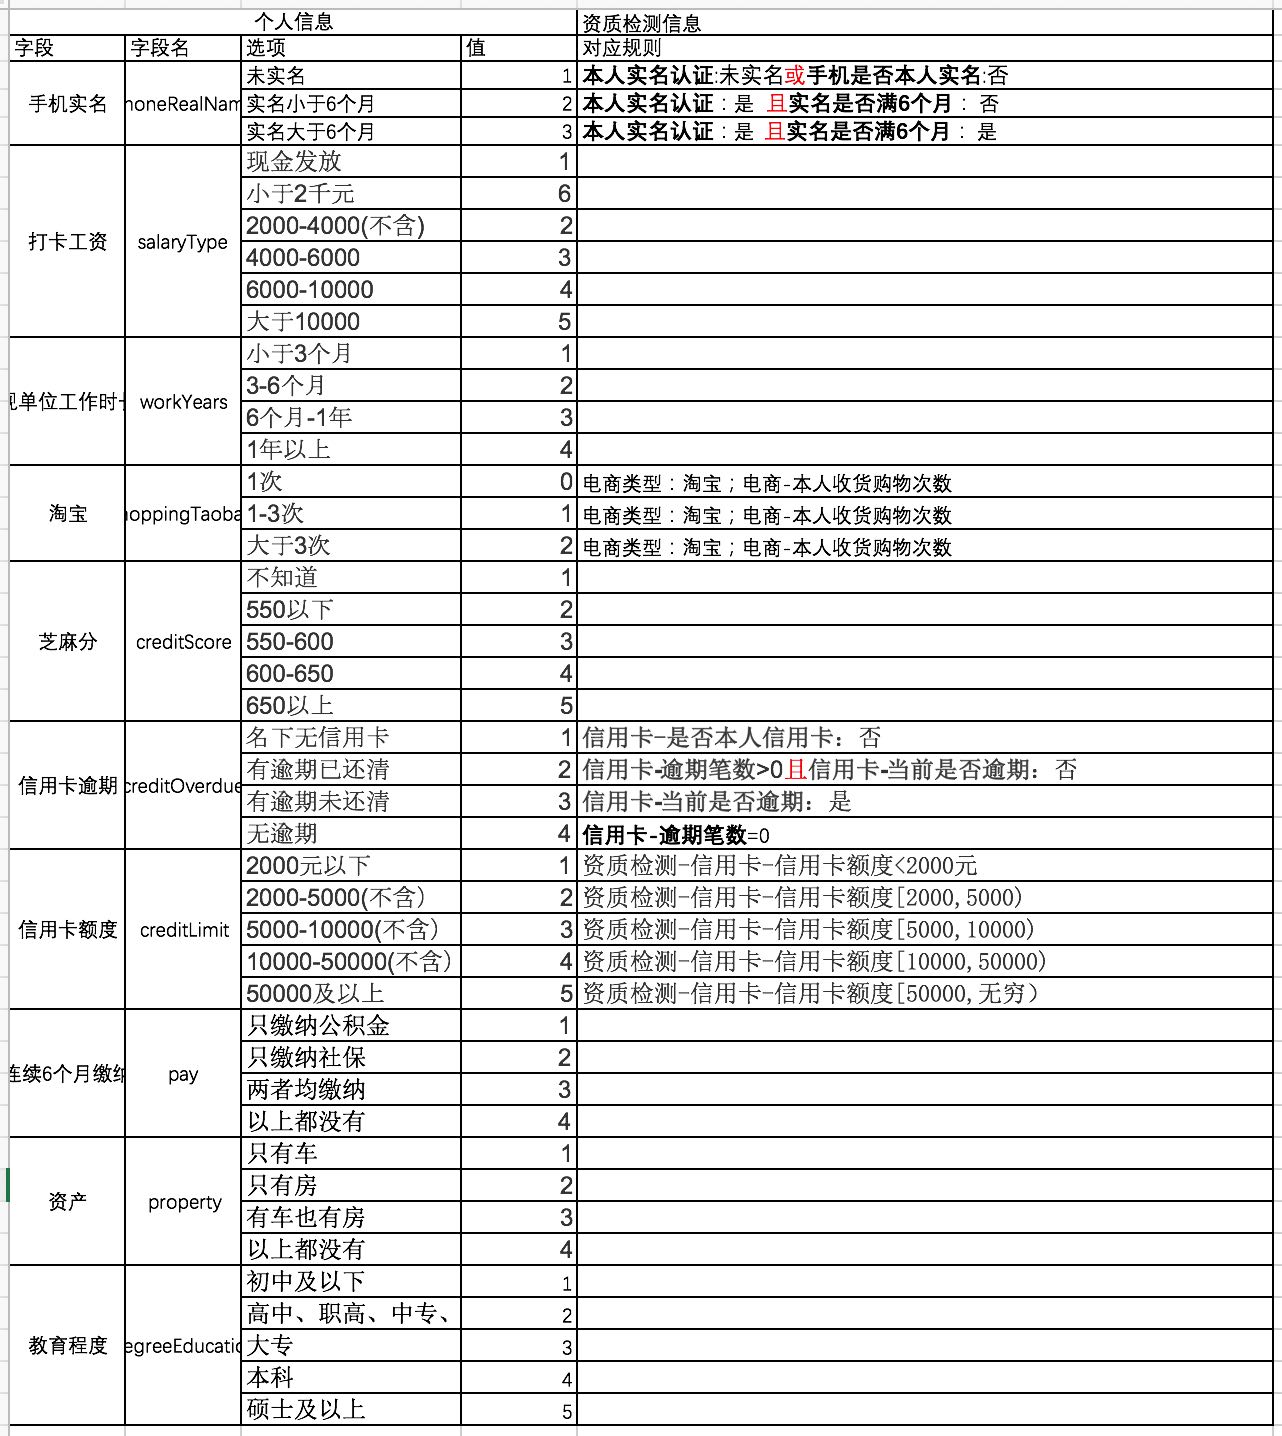 个人信息 资质检测信息
字段 字段名 选项 值 对应规则
手机实名 honeRealNam 未实名 1 本人实名认证:未实名或手机是否本人实名:否
实名小于6个月 2 本人实名认证：是 且实名是否满6个月： 否
实名大于6个月 3 本人实名认证：是 且实名是否满6个月： 是
打卡工资 salaryType 现金发放 1
小于2千元 6
2000-4000(不含) 2
4000-6000 3
6000-10000 4
大于10000 5
单位工作时 workYears 小于3个月 1
3-6个月 2
6个月-1年 3
1年以上 4
淘宝 hoppingTaoba 1次 0 电商类型：淘宝；电商-本人收货购物次数
1-3次 1 电商类型：淘宝；电商-本人收货购物次数
大于3次 2 电商类型：淘宝；电商-本人收货购物次数
芝麻分 creditScore 不知道 1
550以下 2
550-600 3
600-650 4
650以上 5
信用卡逾期 creditOverdue 名下无信用卡 1 信用卡-是否本人信用卡：否
有逾期已还清 2 信用卡-逾期笔数>0且信用卡-当前是否逾期：否
有逾期未还清 3 信用卡-当前是否逾期：是
无逾期 4 信用卡-逾期笔数=0
信用卡额度 creditLimit 2000元以下 1 资质检测-信用卡-信用卡额度<2000元
2000-5000(不含） 2 资质检测-信用卡-信用卡额度[2000,5000)
5000-10000(不含） 3 资质检测-信用卡-信用卡额度[5000,10000)
10000-50000(不含） 4 资质检测-信用卡-信用卡额度[10000,50000)
50000及以上 5 资质检测-信用卡-信用卡额度[50000,无穷）
连续6个月缴纳 pay 只缴纳公积金 1
只缴纳社保 2
两者均缴纳 3
以上都没有 4
资产 property 只有车 1
只有房 2
有车也有房 3
以上都没有 4
教育程度 egreeEducatio 初中及以下 1
高中、职高、中专、 2
大专 3
本科 4
硕士及以上 5